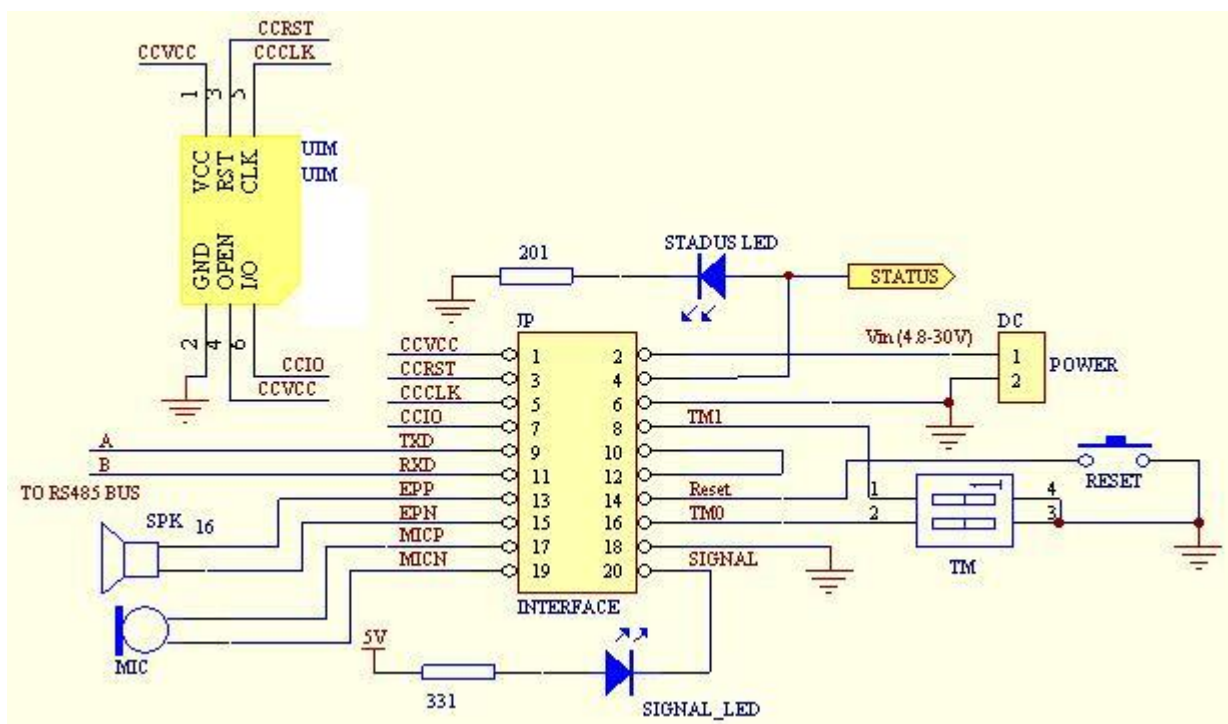 CCRST
CCVCC
CCCLK
1
3
5
VCC
RST
CLK
UIM
UIM
GND
OPEN
I/O
2
4
6
CCIO
CCVCC
201
STADUS LED
STATUS
JP
DC
Vin (4.8-30V)
CCVCC 1 2 1
CCRST 3 4 2 POWER
CCCLK 5 6
CCIO 7 8 TM1
A TXD 9 10
B RXD 11 12 RESET
TO RS485 BUS
EPP 13 14 Reset 1 4
SPK 16 EPN 15 16 TM0 2 3
MICP 17 18
MICN 19 20 SIGNAL TM
INTERFACE
MIC
5V
331
SIGNAL_LED